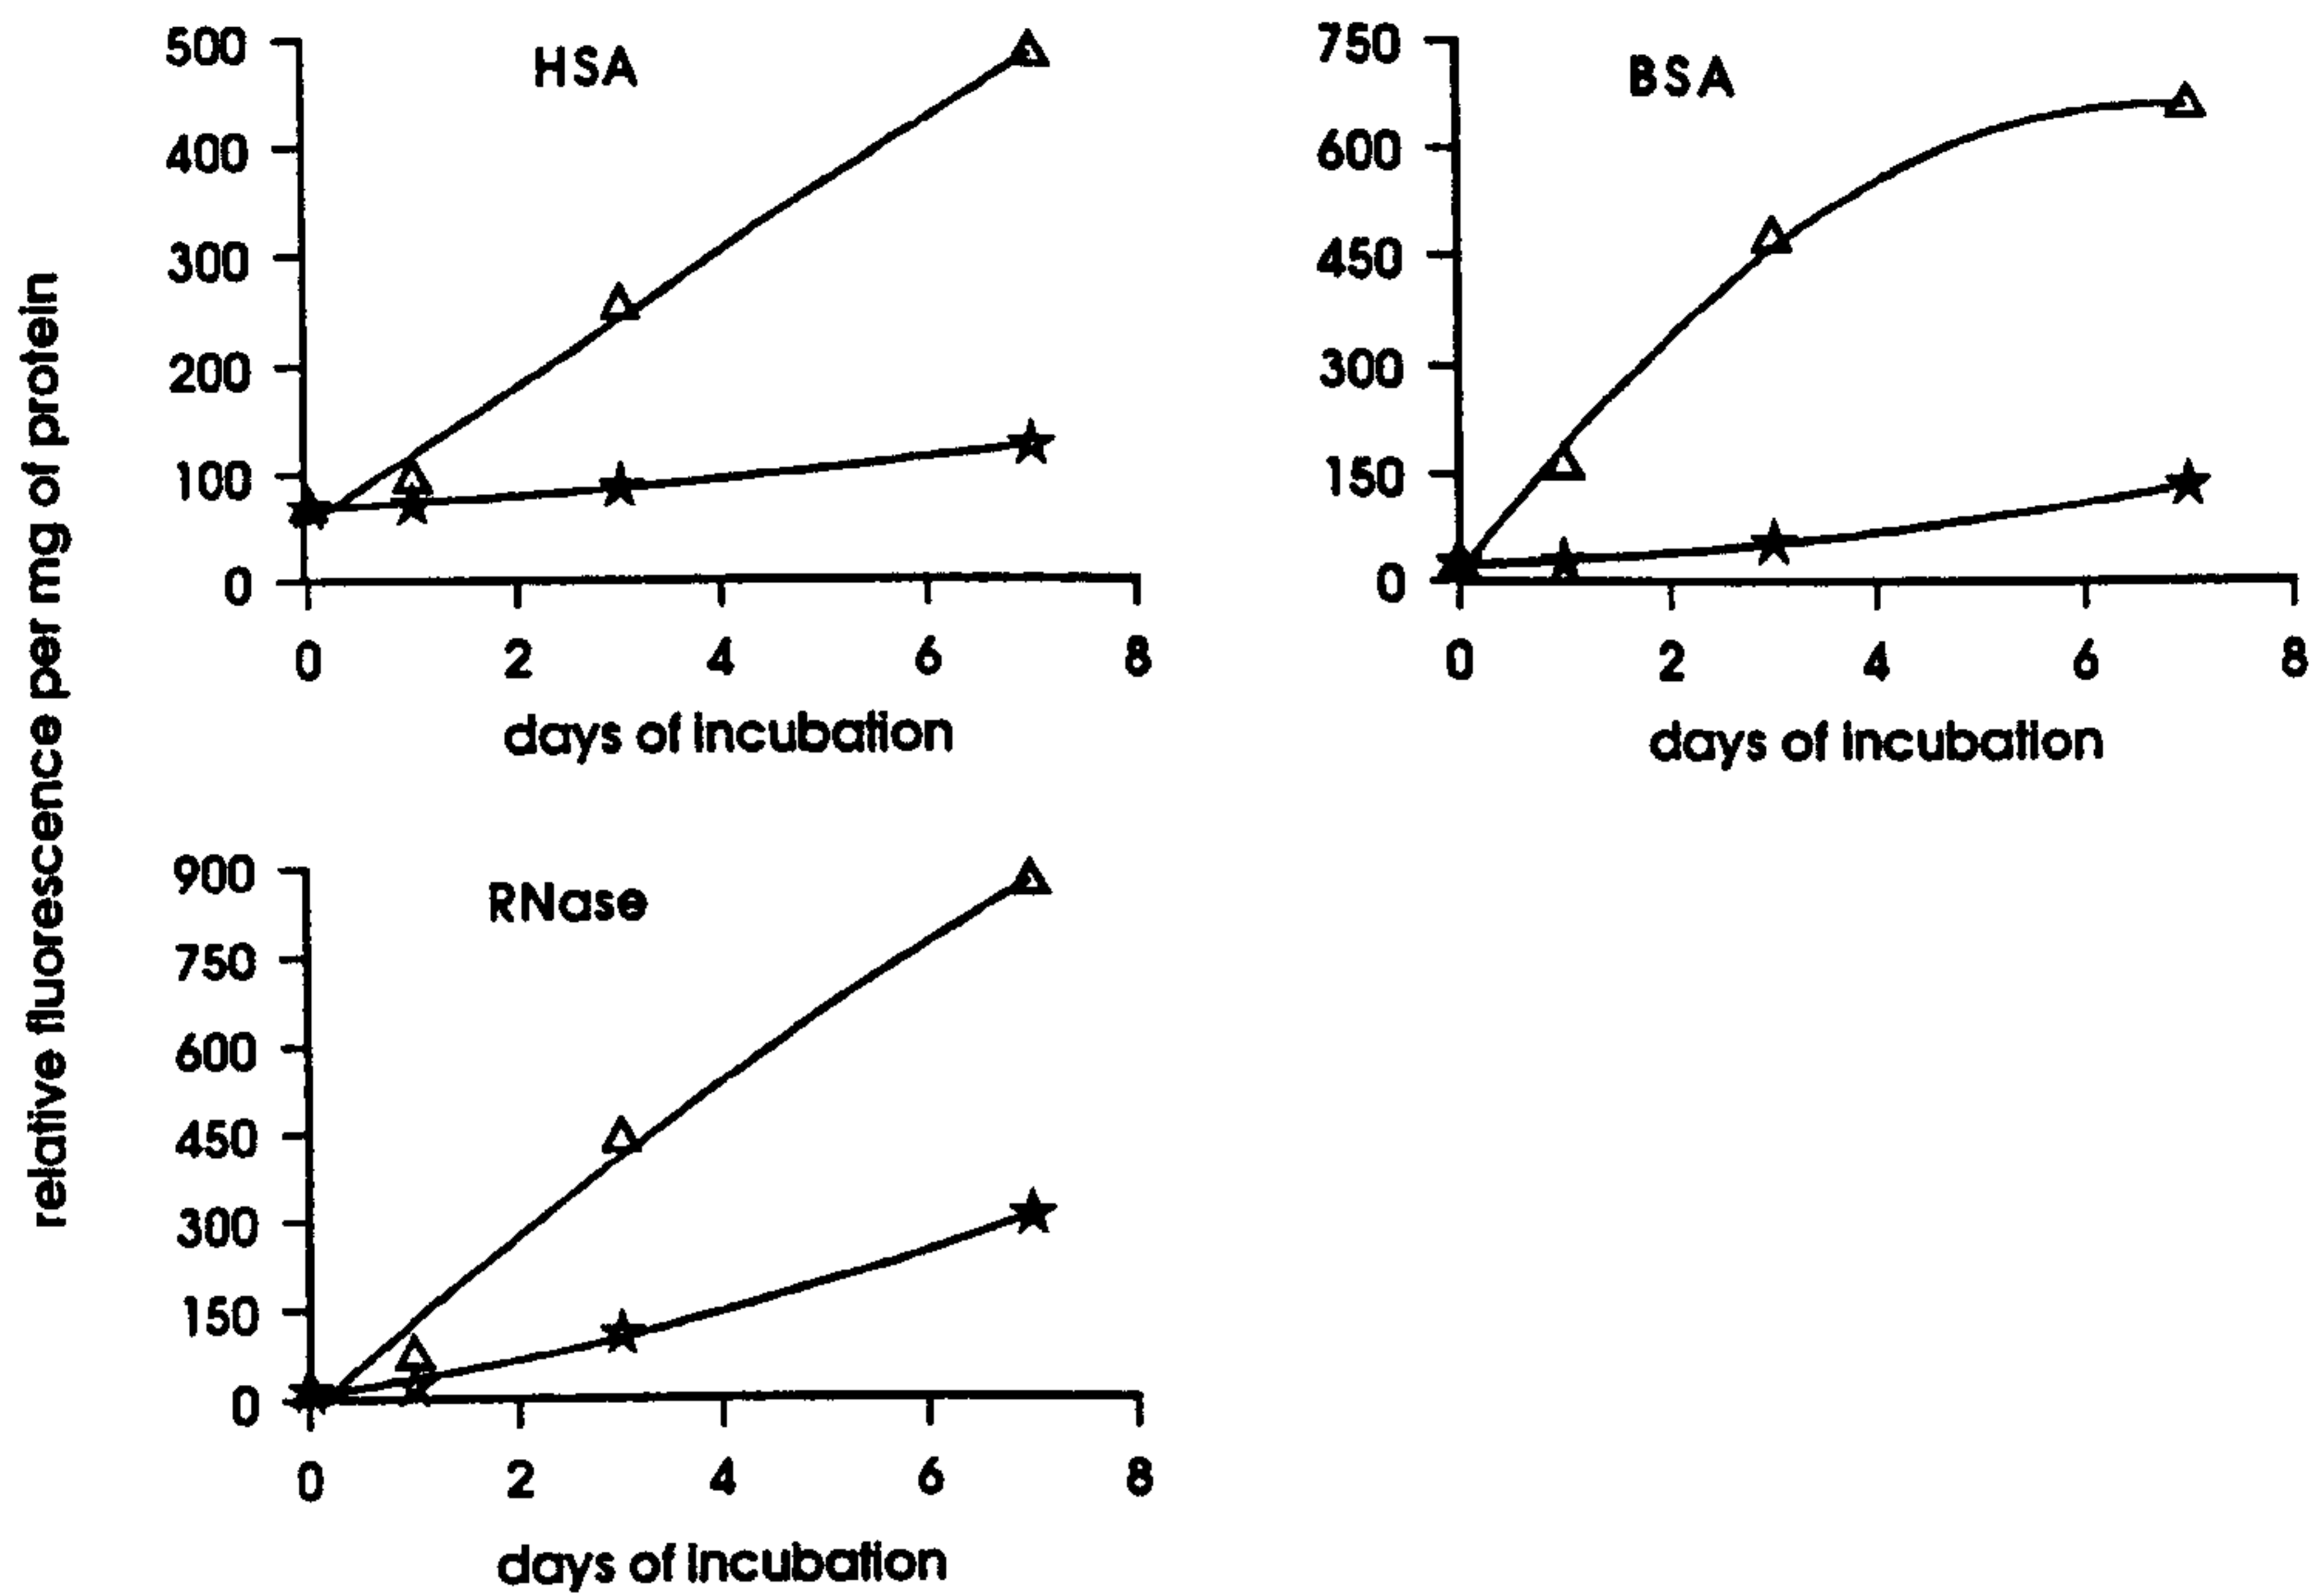 relative fluorescence per mg of protein
HSA
500
400
300
200
100
0
0 2 4 6 8
days of incubation
BSA
750
600
450
300
150
0
0 2 4 6 8
days of incubation
RNase
900
750
600
450
300
150
0
0 2 4 6 8
days of incubation